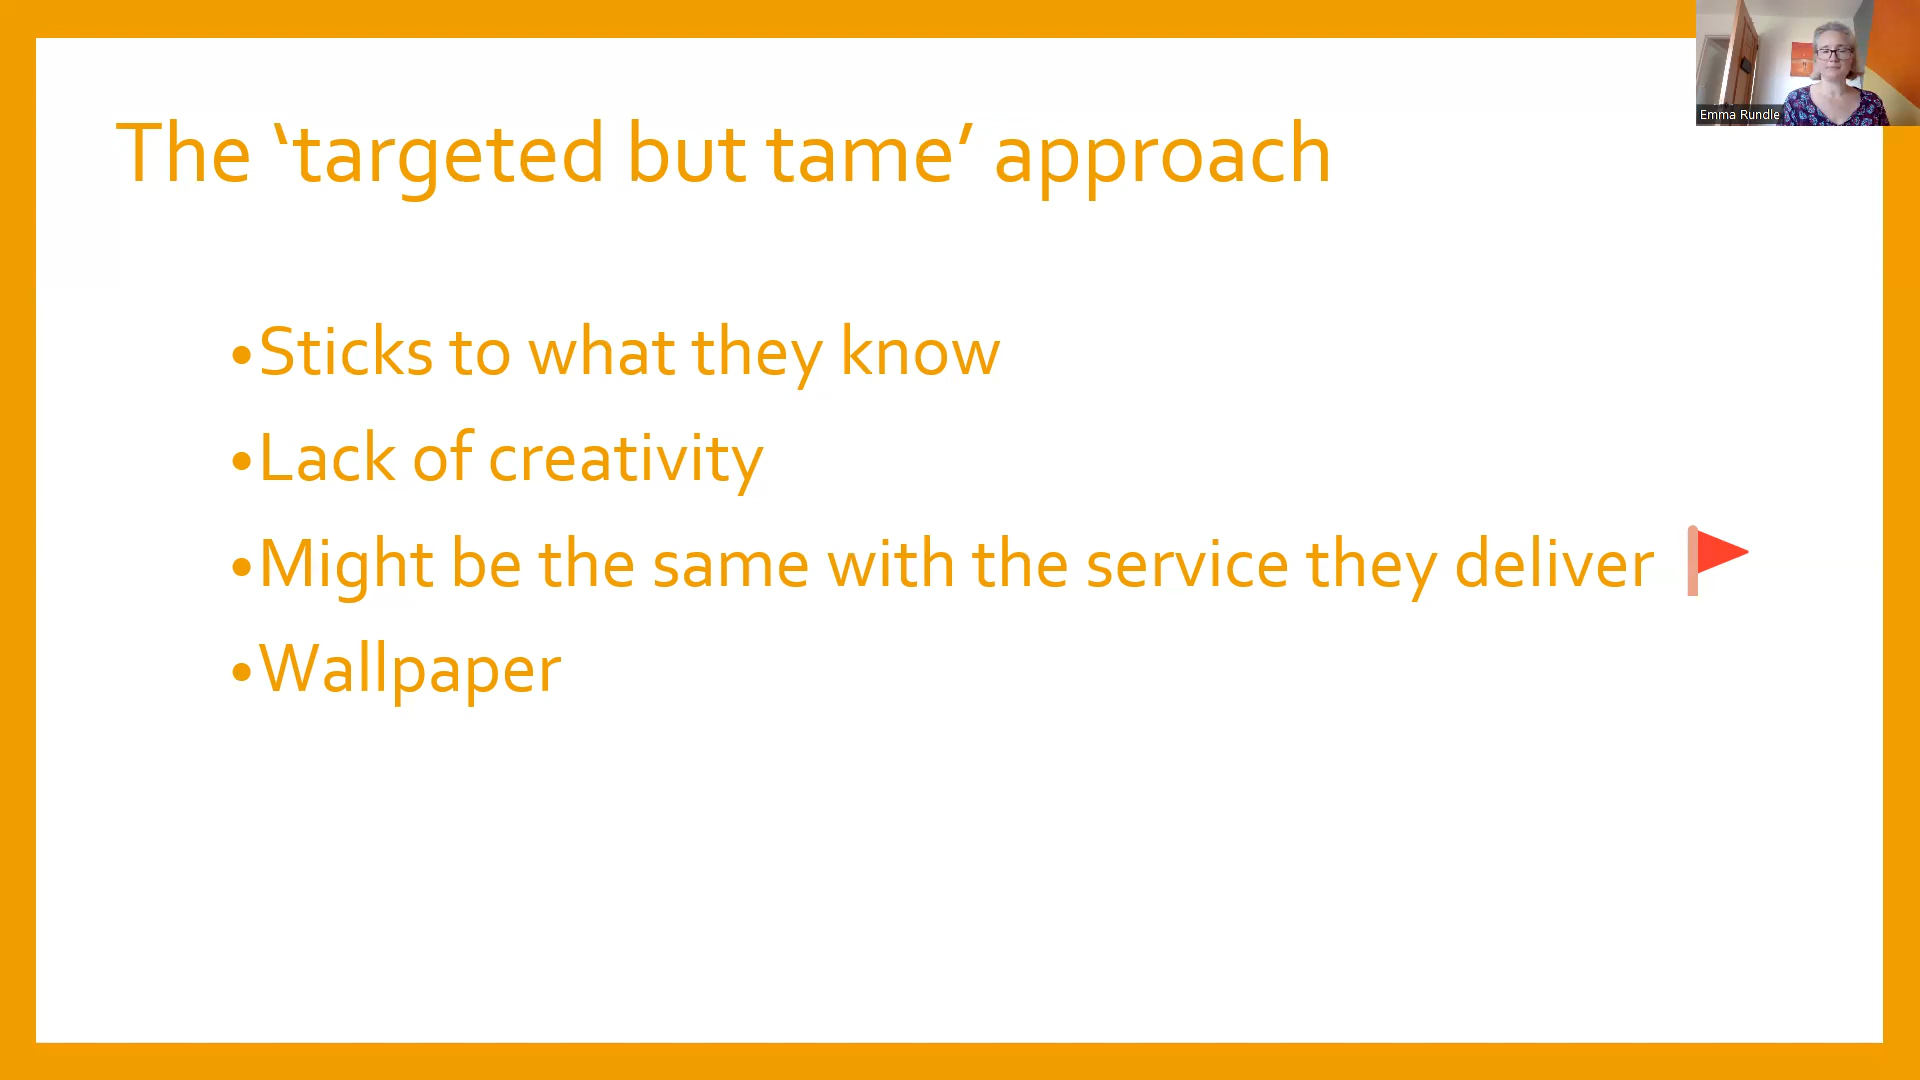 Emma Rundle
The ‘targeted but tame’ approach
•Sticks to what they know
•Lack of creativity
•Might be the same with the service they deliver
•Wallpaper